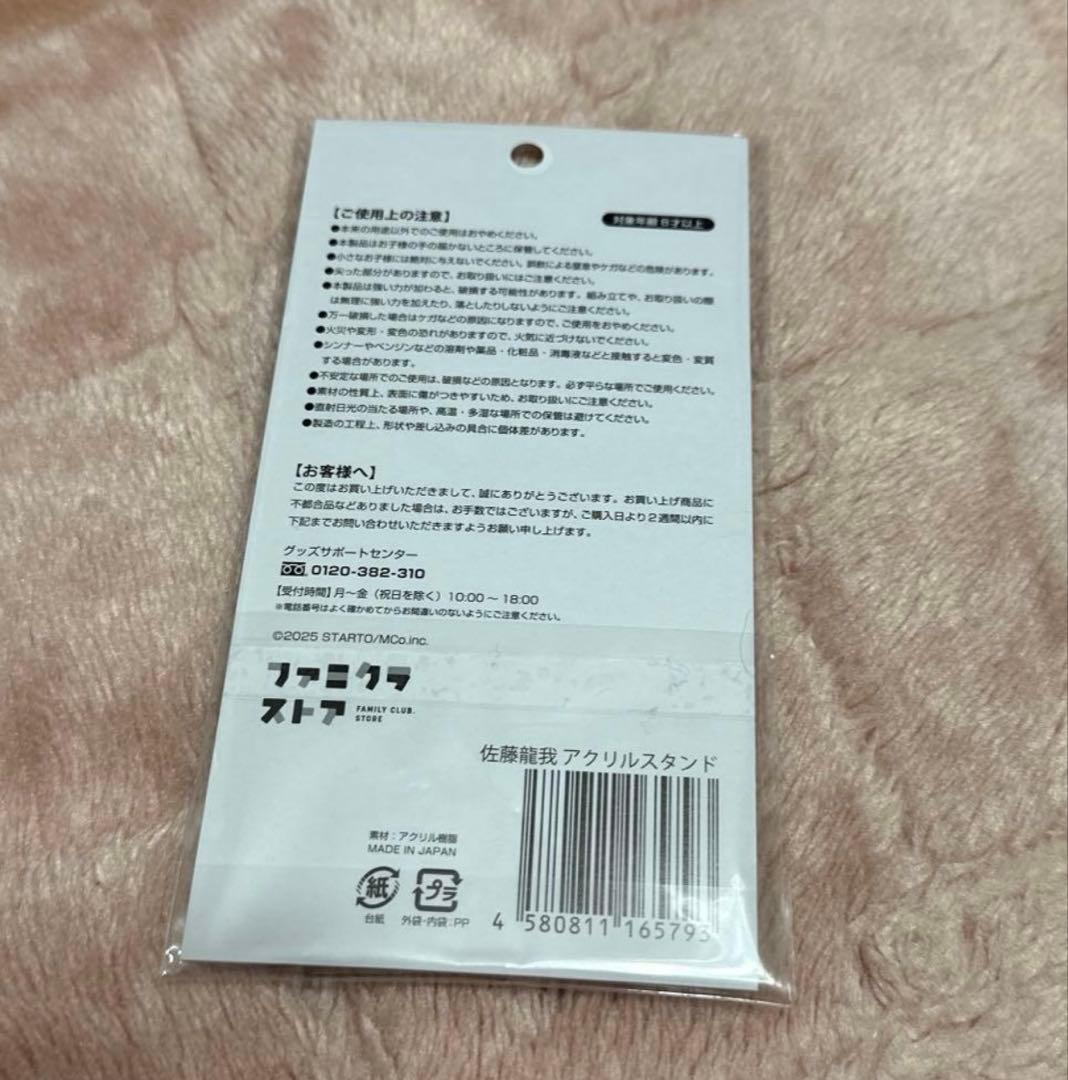 【ご使用上の注意】
対象年齢 6才以上
●本来の用途以外でのご使用はおやめください。
●本製品はお子様の手の届かないところに保管してください。
●小さなお子様には絶対に与えないでください。誤飲による窒息やケガなどの危険があります。
●尖った部分がありますので、お取り扱いにはご注意ください。
●本製品は強い力が加わると、破損する可能性があります。組み立てや、お取り扱いの際
は無理に強い力を加えたり、落としたりしないようにご注意ください。
●万一破損した場合はケガなどの原因になりますので、ご使用をおやめください。
●火災や変形・変色の恐れがありますので、火気に近づけないでください。
●シンナーやベンジンなどの溶剤や薬品・化粧品・消毒液などと接触すると変色・変質
する場合があります。
●不安定な場所でのご使用は、破損などの原因となります。必ず平らな場所でご使用ください。
●素材の性質上、表面に傷がつきやすいため、お取り扱いにご注意ください。
●直射日光の当たる場所や、高温・多湿な場所での保管は避けてください。
●製造の工程上、形状や差し込みの具合に個体差があります。
【お客様へ】
この度はお買い上げいただきまして、誠にありがとうございます。お買い上げ商品に
不都合品などありました場合は、お手数ではございますが、ご購入日より2週間以内に
下記までお問い合わせいただきますようお願い申し上げます。
グッズサポートセンター
0120-382-310
【受付時間】月〜金（祝日を除く）10:00〜18:00
※電話番号はよく確かめてからお間違いのないようにご注意ください。
©2025 STARTO/MCo.inc.
ファミクラ
ストア
FAMILY CLUB.
STORE
佐藤龍我 アクリルスタンド
素材：アクリル樹脂
MADE IN JAPAN
紙
プラ
台紙
外袋・内袋:PP
4 580811 165793